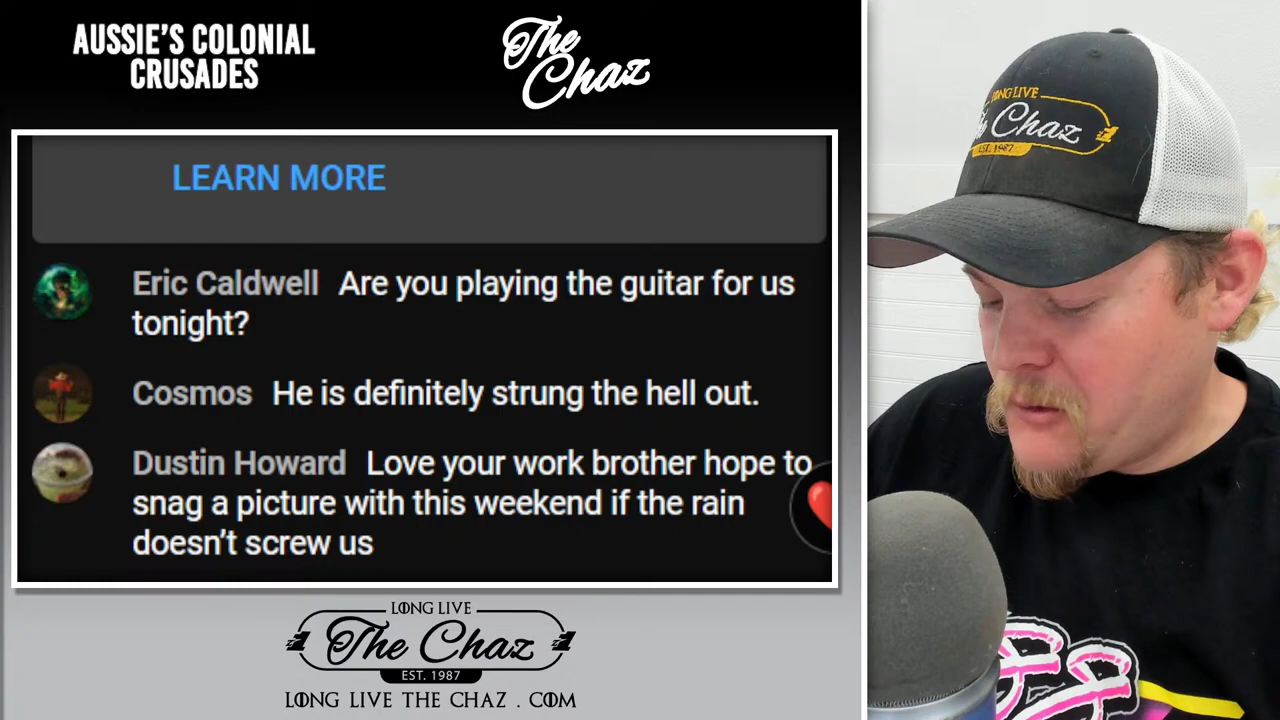 AUSSIE'S COLONIAL
CRUSADES
The
Chaz
LEARN MORE
Eric Caldwell Are you playing the guitar for us
tonight?
Cosmos He is definitely strung the hell out.
Dustin Howard Love your work brother hope to
snag a picture with this weekend if the rain
doesn't screw us
LONG LIVE
The Chaz
EST. 1987
LONG LIVE THE CHAZ . COM
LONG LIVE
Chaz
EST. 1987